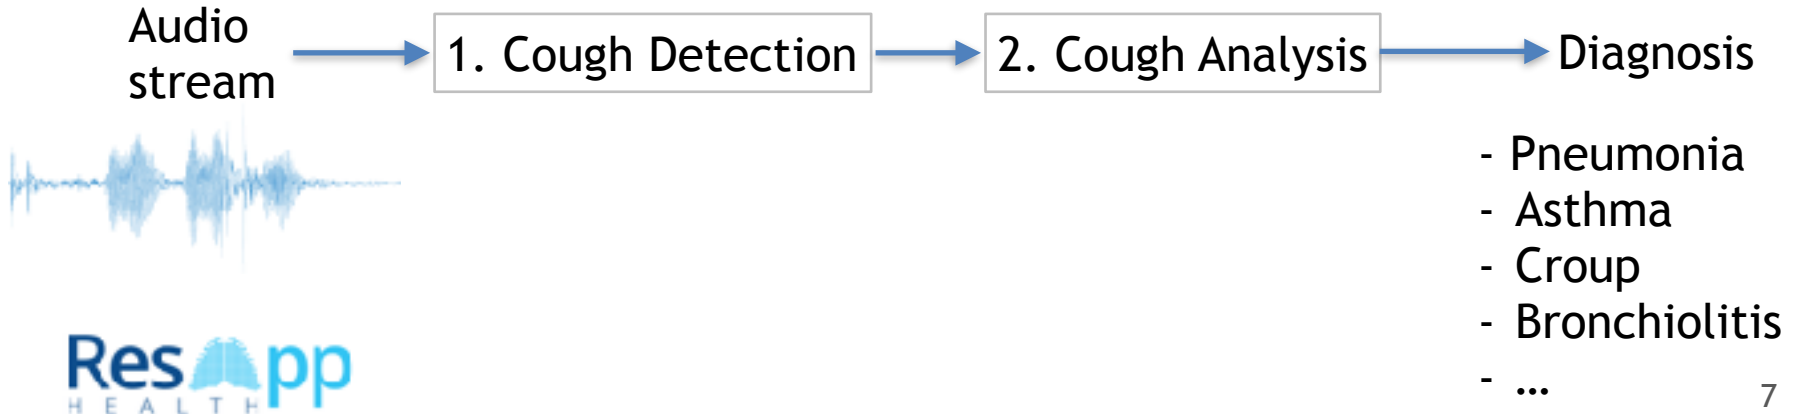 Audio
stream
1. Cough Detection
2. Cough Analysis
Diagnosis
- Pneumonia
- Asthma
- Croup
- Bronchiolitis
- ...
ResApp
HEALTH
7